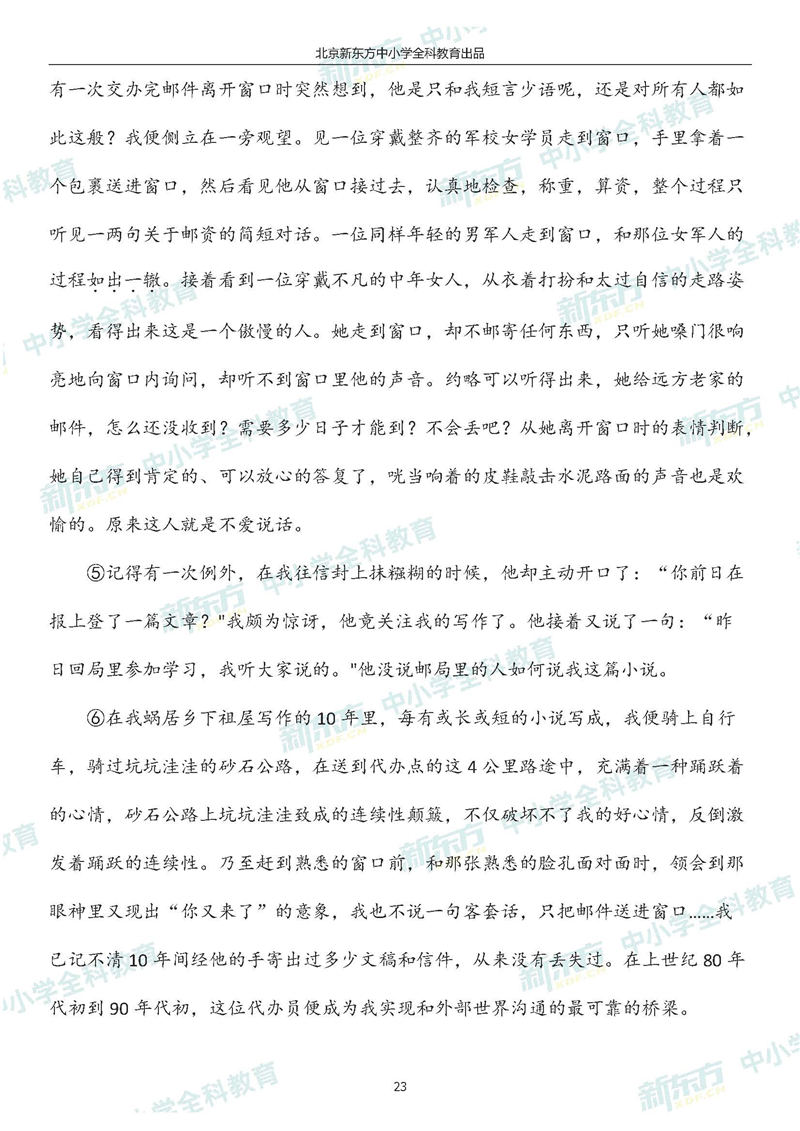 北京新东方中小学全科教育出品
有一次交办完邮件离开窗口时突然想到，他是只和我短言少语呢，还是对所有人都如
此这般？我便侧立在一旁观望。见一位穿戴整齐的军校女学员走到窗口，手里拿着一
个包裹送进窗口，然后看见他从窗口接过去，认真地检查，称重，算资，整个过程只
听见一两句关于邮资的简短对话。一位同样年轻的男军人走到窗口，和那位女军人的
过程如出一辙。接着看到一位穿戴不凡的中年女人，从衣着打扮和太过自信的走路姿
势，看得出来这是一个傲慢的人。她走到窗口，却不邮寄任何东西，只听她嗓门很响
亮地向窗口内询问，却听不到窗口里他的声音。约略可以听得出来，她给远方老家的
邮件，怎么还没收到？需要多少日子才能到？不会丢吧？从她离开窗口时的表情判断，
她自己得到肯定的、可以放心的答复了，咣当响着的皮鞋敲击水泥路面的声音也是欢
愉的。原来这人就是不爱说话。
⑤记得有一次例外，在我往信封上抹糨糊的时候，他却主动开口了：“你前日在
报上登了一篇文章？"我颇为惊讶，他竟关注我的写作了。他接着又说了一句：“昨
日回局里参加学习，我听大家说的。"他没说邮局里的人如何说我这篇小说。
⑥在我蜗居乡下祖屋写作的 10 年里，每有或长或短的小说写成，我便骑上自行
车，骑过坑坑洼洼的砂石公路，在送到代办点的这 4 公里路途中，充满着一种踊跃着
的心情，砂石公路上坑坑洼洼致成的连续性颠簸，不仅破坏不了我的好心情，反倒激
发着踊跃的连续性。乃至赶到熟悉的窗口前，和那张熟悉的脸孔面对面时，领会到那
眼神里又现出“你又来了”的意象，我也不说一句客套话，只把邮件送进窗口……我
已记不清 10 年间经他的手寄出过多少文稿和信件，从来没有丢失过。在上世纪 80 年
代初到 90 年代初，这位代办员便成为我实现和外部世界沟通的最可靠的桥梁。
23